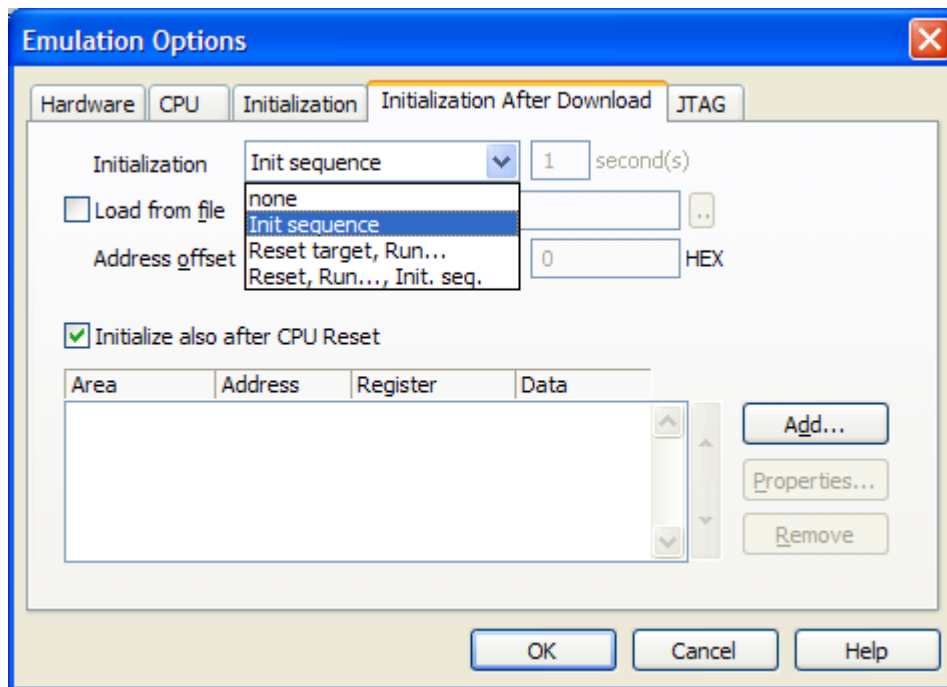 Emulation Options
Hardware CPU Initialization Initialization After Download JTAG
Initialization Init sequence 1 second(s)
none
Load from file ..
Init sequence
Reset target, Run...
Address offset 0 HEX
Reset, Run..., Init. seq.
Initialize also after CPU Reset
Area Address Register Data
Add...
Properties...
Remove
OK Cancel Help